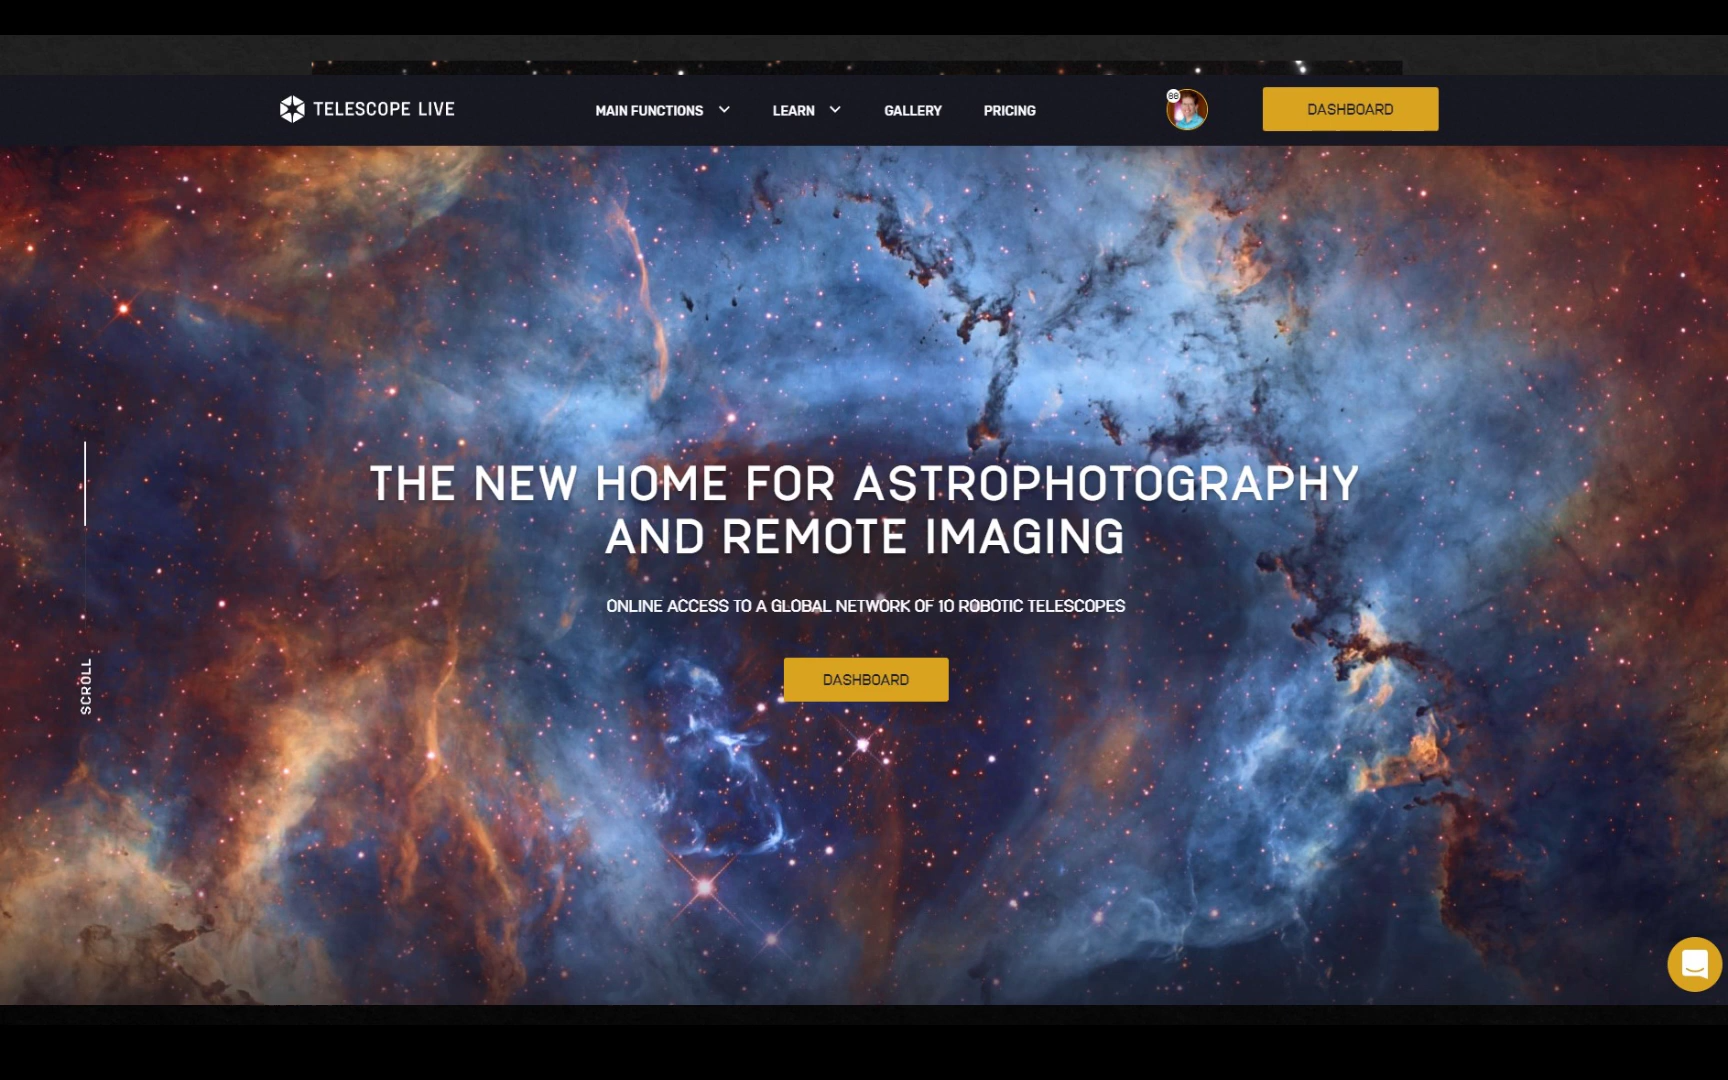 TELESCOPE LIVE
MAIN FUNCTIONS
LEARN
GALLERY
PRICING
DASHBOARD
THE NEW HOME FOR ASTROPHOTOGRAPHY
AND REMOTE IMAGING
ONLINE ACCESS TO A GLOBAL NETWORK OF 10 ROBOTIC TELESCOPES
DASHBOARD
SCROLL